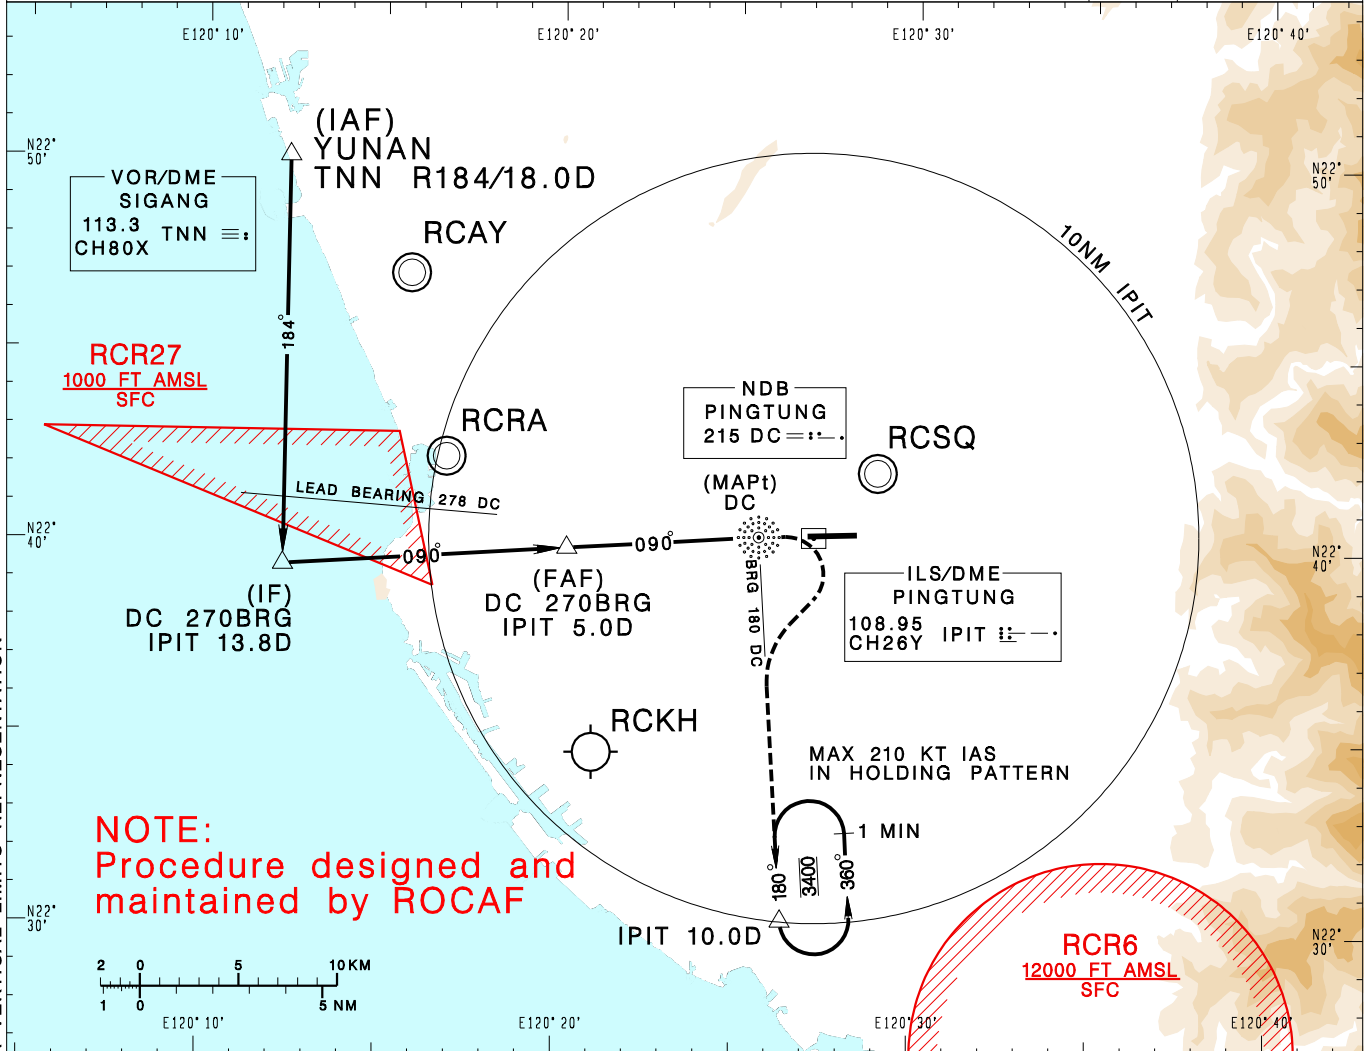 E120° 10'
E120° 20'
E120° 30'
E120° 40'
N22°
50'
N22°
50'
(IAF)
YUNAN
TNN R184/18.0D
VOR/DME
SIGANG
113.3
CH80X
TNN
RCAY
10NM IPIT
184°
RCR27
1000 FT AMSL
SFC
RCRA
NDB
PINGTUNG
215 DC
RCSQ
LEAD BEARING 278 DC
(MAPt)
DC
N22°
40'
N22°
40'
090°
090°
(IF)
DC 270BRG
IPIT 13.8D
(FAF)
DC 270BRG
IPIT 5.0D
BRG 180 DC
ILS/DME
PINGTUNG
108.95
CH26Y
IPIT
RCKH
MAX 210 KT IAS
IN HOLDING PATTERN
1 MIN
180°
3400
360°
NOTE:
Procedure designed and
maintained by ROCAF
N22°
30'
N22°
30'
IPIT 10.0D
RCR6
12000 FT AMSL
SFC
2 0 5 10 KM
1 0 5 NM
E120° 10'
E120° 20'
E120° 30'
E120° 40'